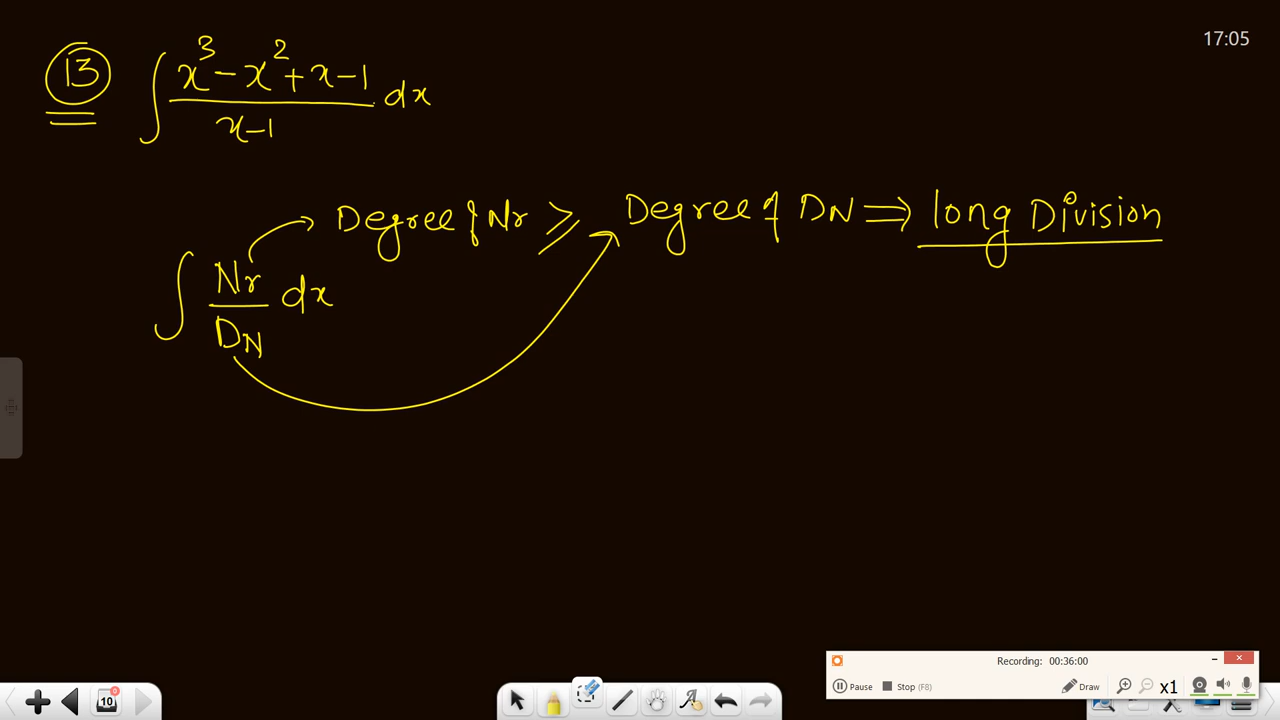 17:05
13 ∫ x³ - x² + x - 1 / x - 1 dx
Degree of Nr ≥ Degree of DN ⇒ long Division
∫ Nr / DN dx
Recording: 00:36:00
Pause Stop (F8) Draw x1
10 0